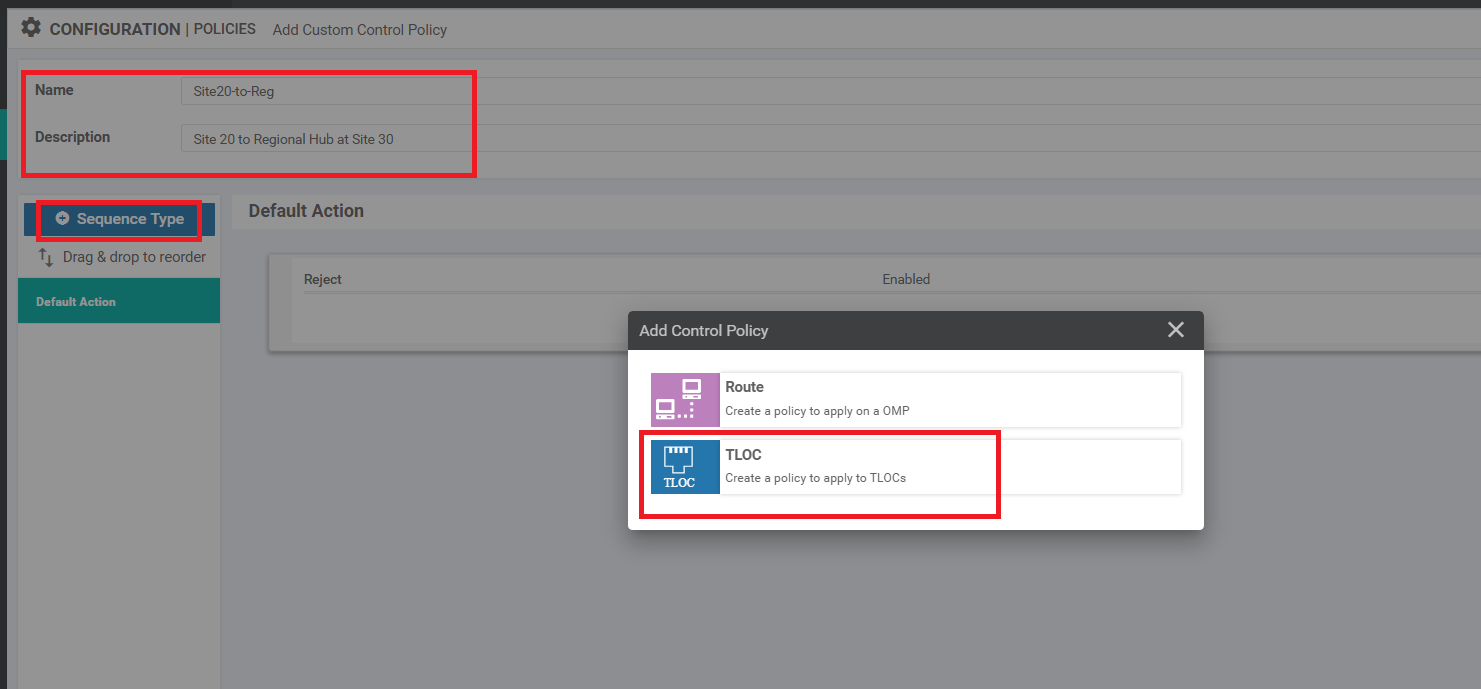 CONFIGURATION | POLICIES Add Custom Control Policy
Name Site20-to-Reg
Description Site 20 to Regional Hub at Site 30
Sequence Type
Drag & drop to reorder
Default Action
Default Action
Reject Enabled
Add Control Policy
Route
Create a policy to apply on a OMP
TLOC
TLOC
Create a policy to apply to TLOCs